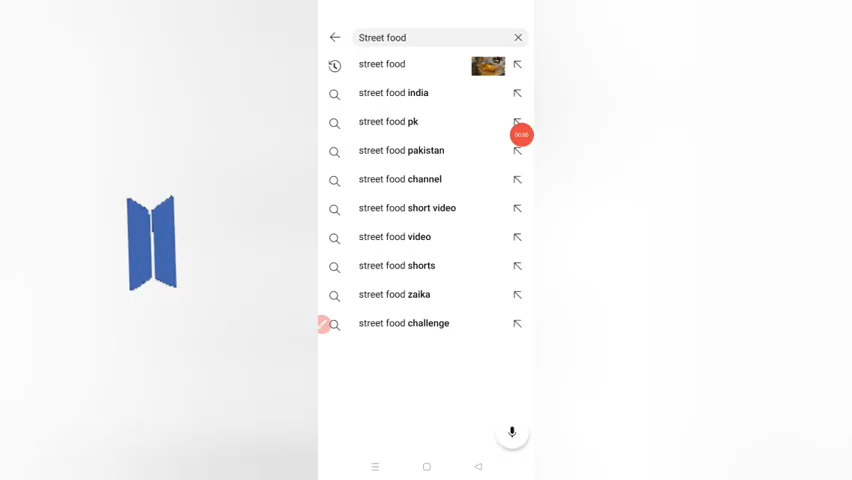 Street food
street food
street food india
street food pk
street food pakistan
street food channel
street food short video
street food video
street food shorts
street food zaika
street food challenge